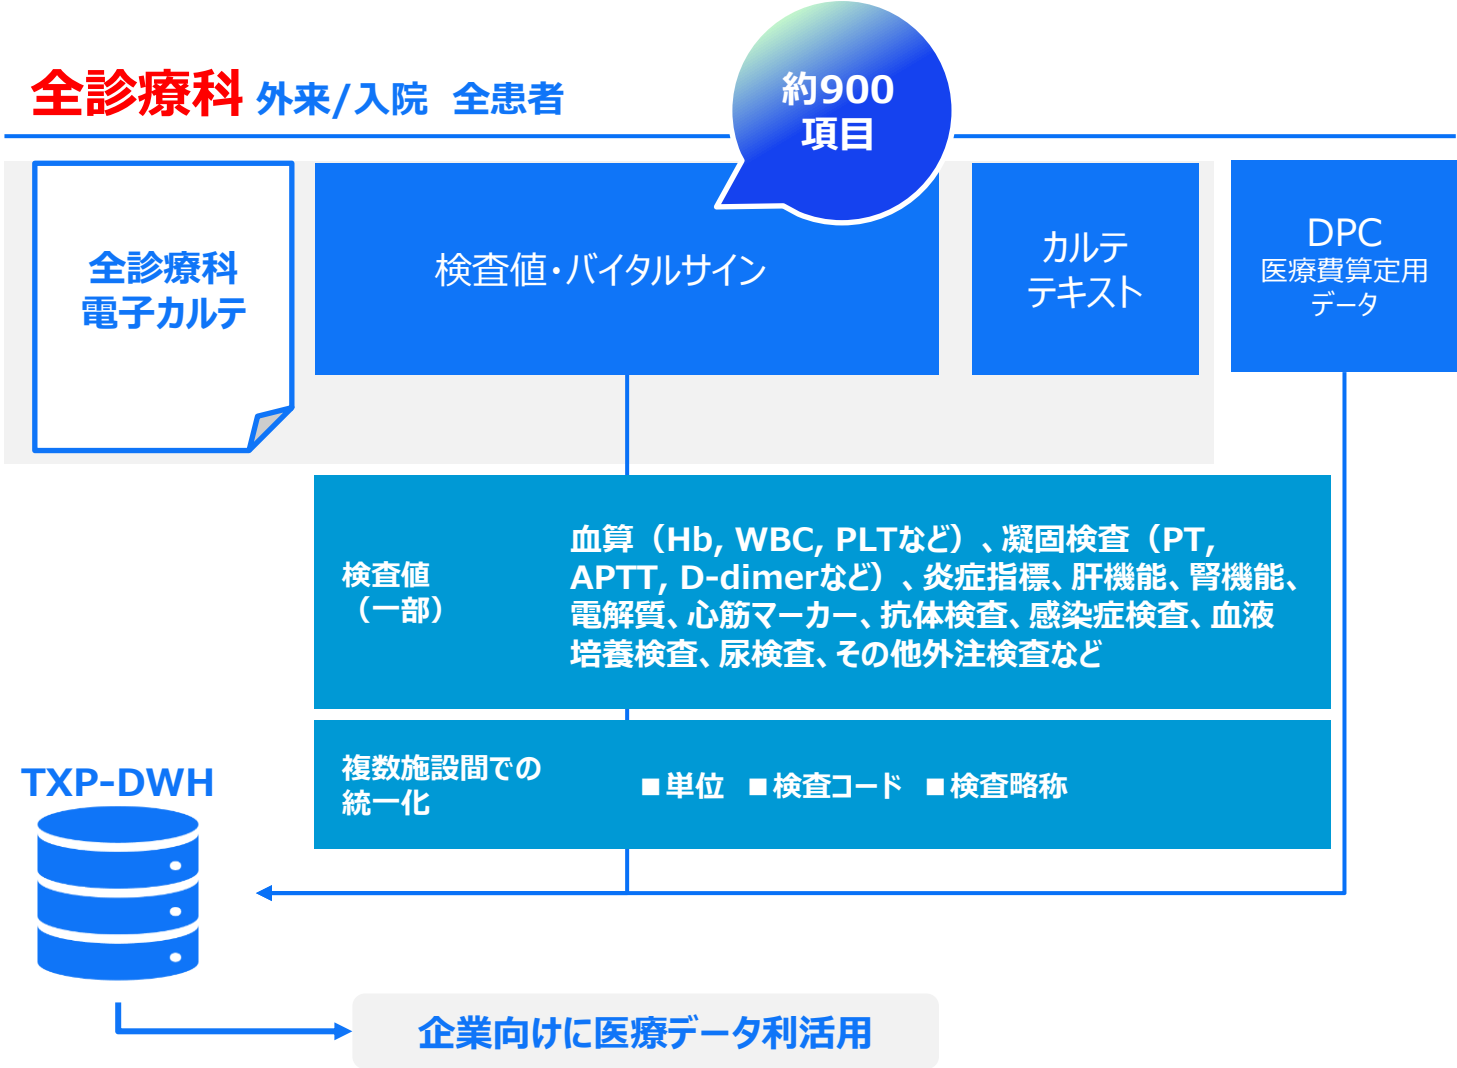 全診療科 外来/入院 全患者
約900
項目
全診療科
電子カルテ
検査値・バイタルサイン
カルテ
テキスト
DPC
医療費算定用
データ
検査値
（一部）
血算（Hb, WBC, PLTなど）、凝固検査（PT,
APTT, D-dimerなど）、炎症指標、肝機能、腎機能、
電解質、心筋マーカー、抗体検査、感染症検査、血液
培養検査、尿検査、その他外注検査など
複数施設間での
統一化
■単位 ■検査コード ■検査略称
TXP-DWH
企業向けに医療データ利活用